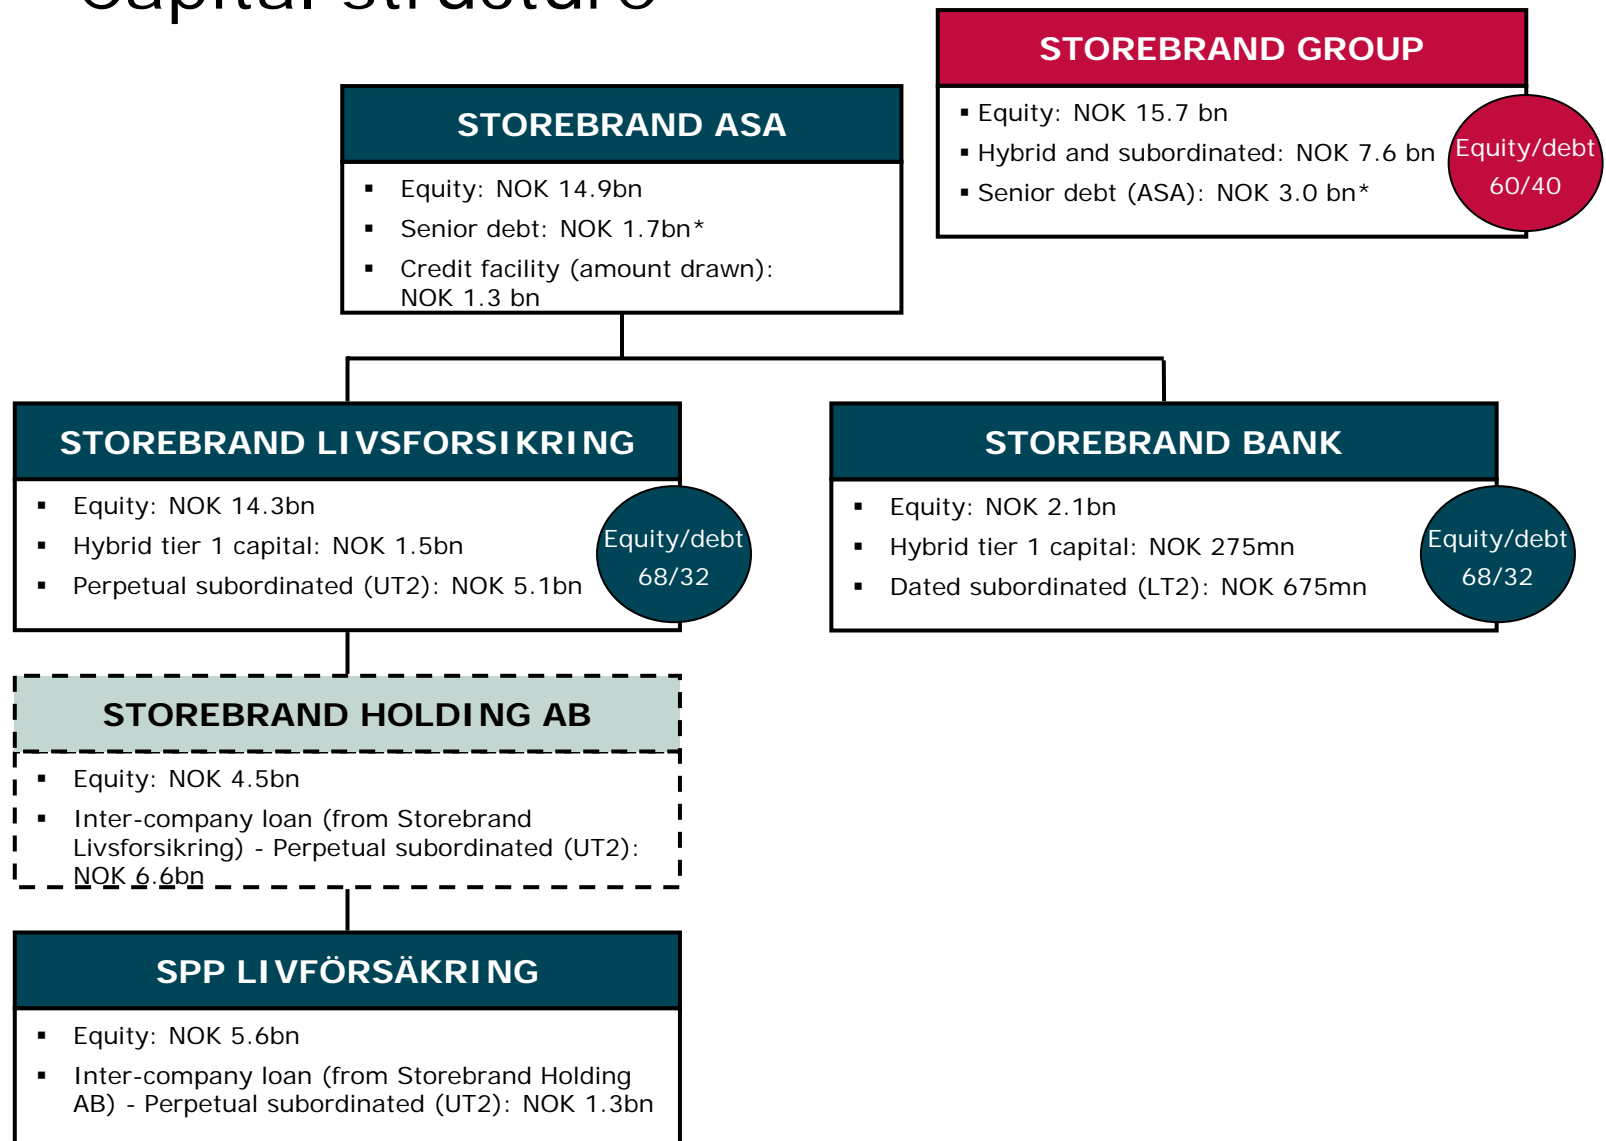 capital structure
STOREBRAND GROUP
▪ Equity: NOK 15.7 bn
▪ Hybrid and subordinated: NOK 7.6 bn
▪ Senior debt (ASA): NOK 3.0 bn*
Equity/debt
60/40
STOREBRAND ASA
▪ Equity: NOK 14.9bn
▪ Senior debt: NOK 1.7bn*
▪ Credit facility (amount drawn):
NOK 1.3 bn
STOREBRAND LIVSFORSIKRING
▪ Equity: NOK 14.3bn
▪ Hybrid tier 1 capital: NOK 1.5bn
▪ Perpetual subordinated (UT2): NOK 5.1bn
Equity/debt
68/32
STOREBRAND BANK
▪ Equity: NOK 2.1bn
▪ Hybrid tier 1 capital: NOK 275mn
▪ Dated subordinated (LT2): NOK 675mn
Equity/debt
68/32
STOREBRAND HOLDING AB
▪ Equity: NOK 4.5bn
▪ Inter-company loan (from Storebrand
Livsforsikring) - Perpetual subordinated (UT2):
NOK 6.6bn
SPP LIVFÖRSÄKRING
▪ Equity: NOK 5.6bn
▪ Inter-company loan (from Storebrand Holding
AB) - Perpetual subordinated (UT2): NOK 1.3bn